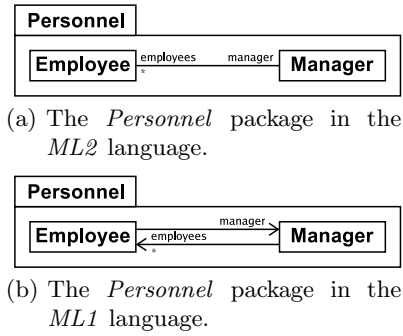 Personnel
employees manager
Employee Manager
*
(a) The Personnel package in the
ML2 language.
Personnel
manager
Employee employees Manager
*
(b) The Personnel package in the
ML1 language.